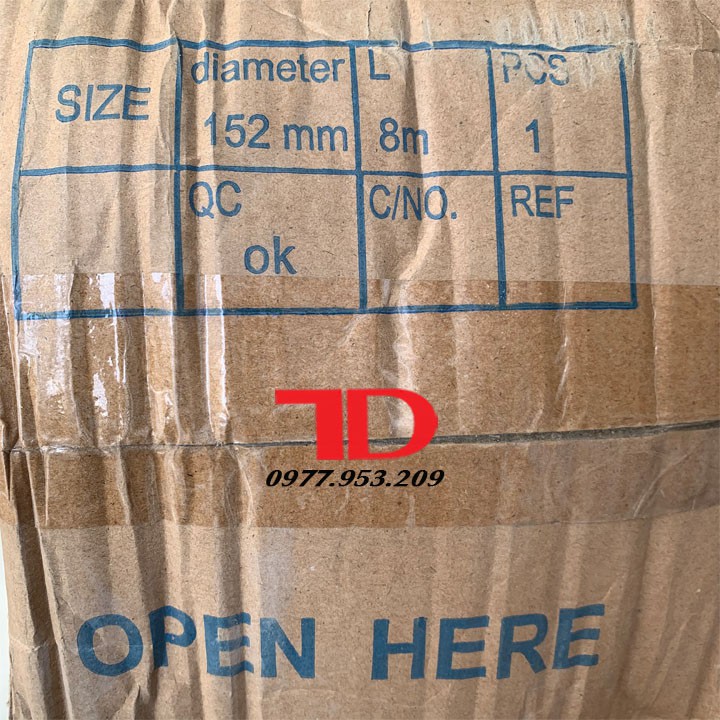 SIZE diameter L PCS
152 mm 8m 1
QC C/NO. REF
ok
TD
0977.953.209
OPEN HERE